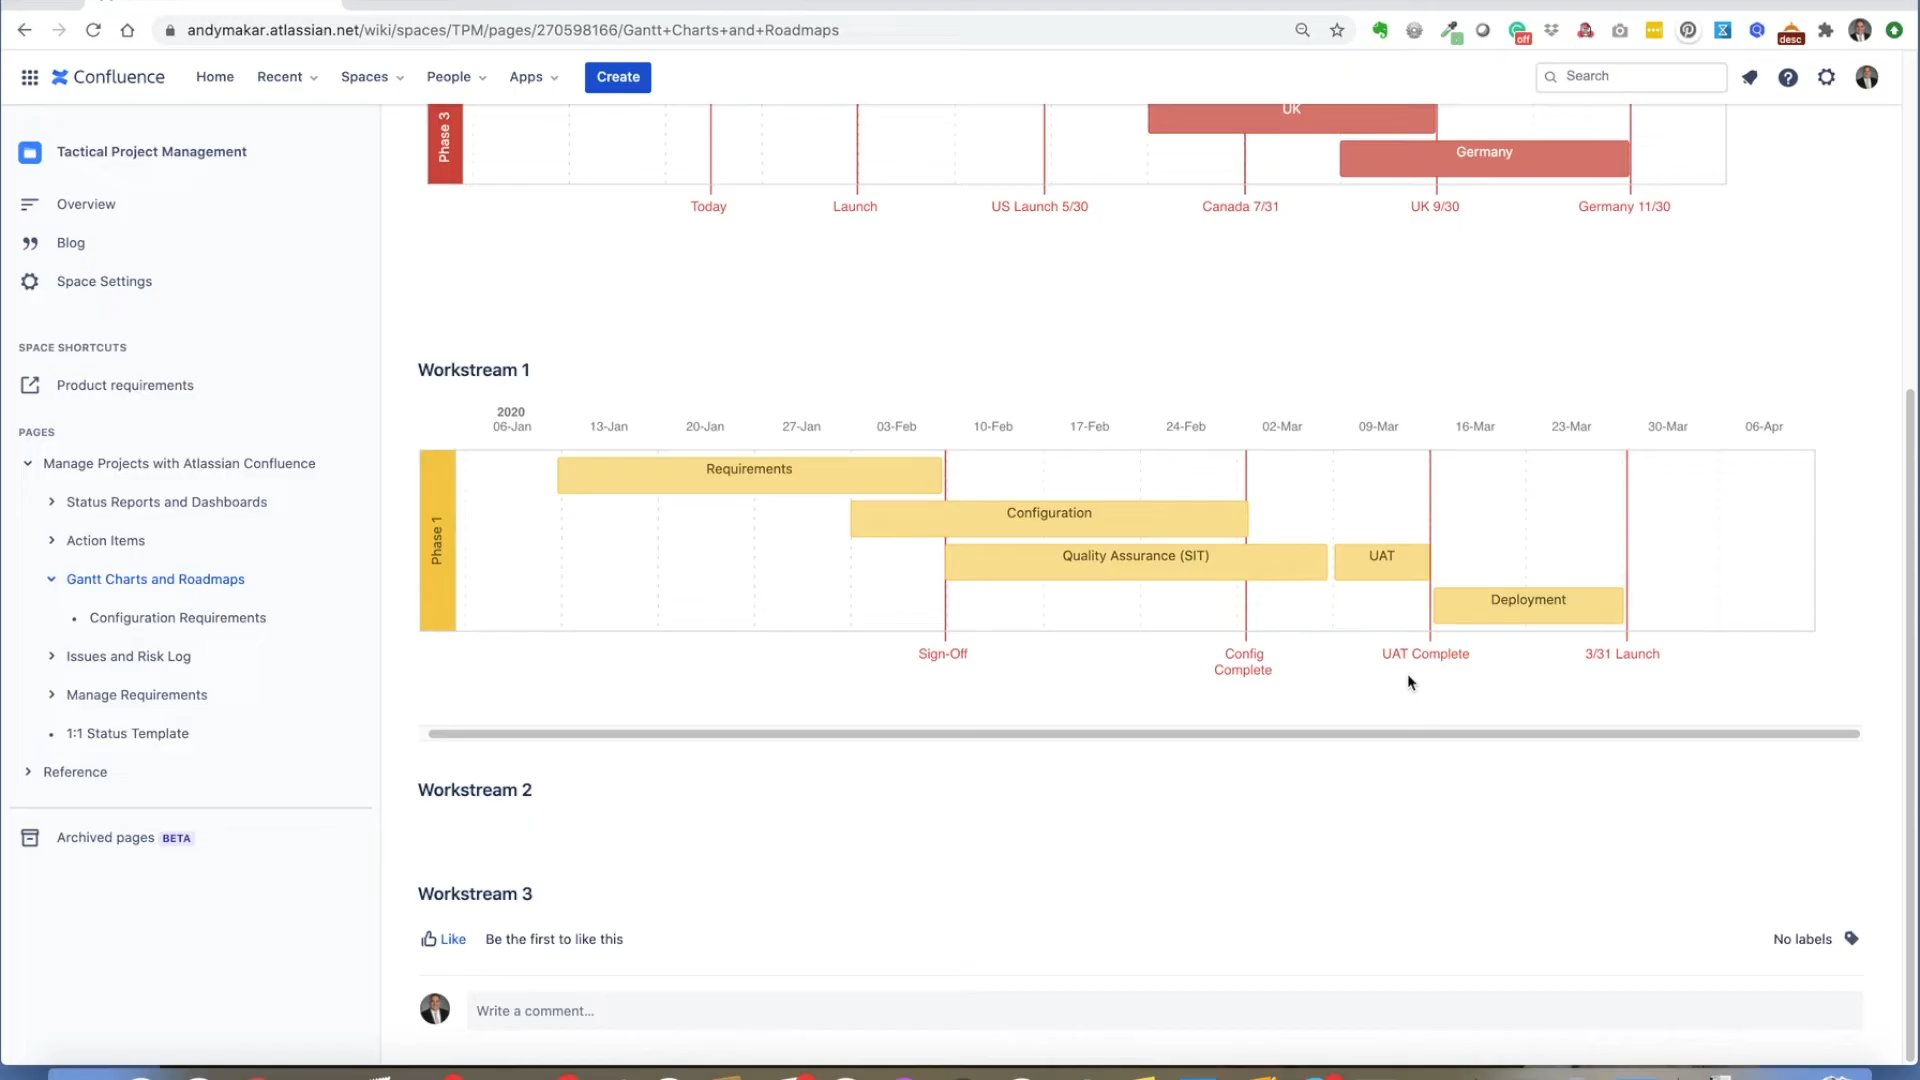 andymakar.atlassian.net/wiki/spaces/TPM/pages/270598166/Gantt+Charts+and+Roadmaps
off
desc
Confluence
Home
Recent
Spaces
People
Apps
Create
Search
Tactical Project Management
Overview
Blog
Space Settings
SPACE SHORTCUTS
Product requirements
PAGES
Manage Projects with Atlassian Confluence
Status Reports and Dashboards
Action Items
Gantt Charts and Roadmaps
Configuration Requirements
Issues and Risk Log
Manage Requirements
1:1 Status Template
Reference
Archived pages BETA
Phase 3
UK
Germany
Today
Launch
US Launch 5/30
Canada 7/31
UK 9/30
Germany 11/30
Workstream 1
2020
06-Jan
13-Jan
20-Jan
27-Jan
03-Feb
10-Feb
17-Feb
24-Feb
02-Mar
09-Mar
16-Mar
23-Mar
30-Mar
06-Apr
Phase 1
Requirements
Configuration
Quality Assurance (SIT)
UAT
Deployment
Sign-Off
Config
Complete
UAT Complete
3/31 Launch
Workstream 2
Workstream 3
Like
Be the first to like this
No labels
Write a comment...